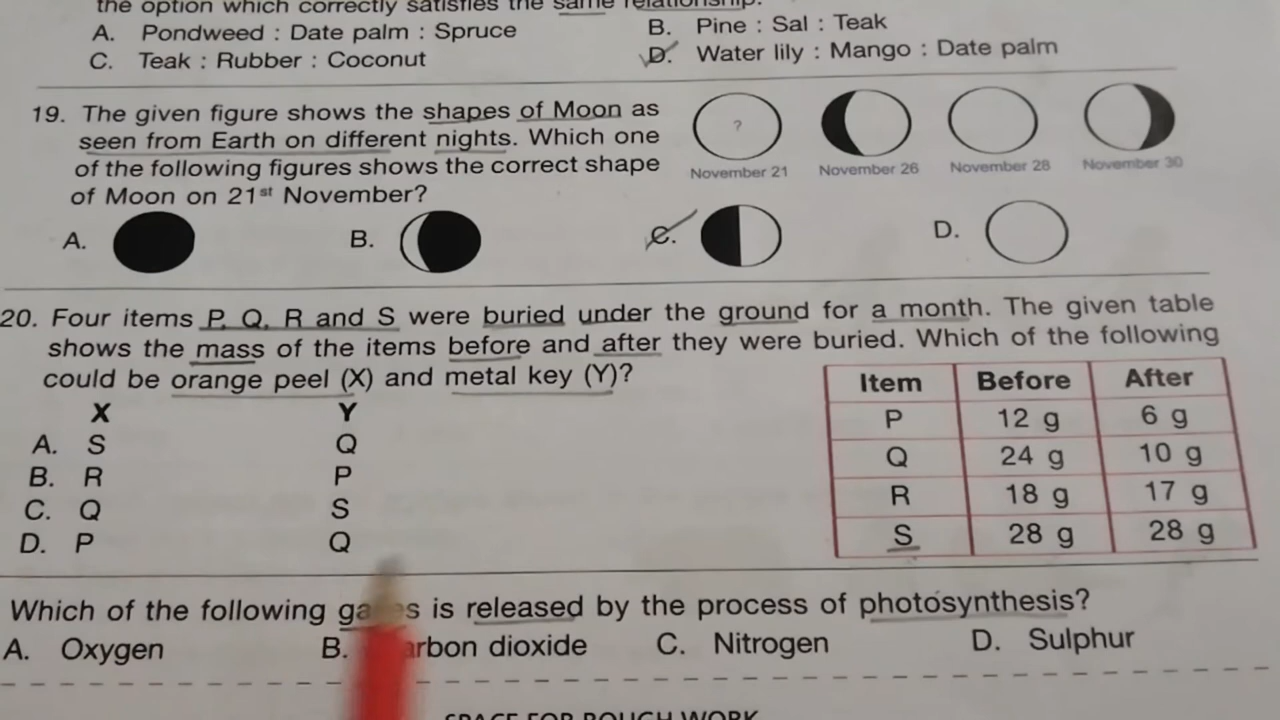 the option which correctly satisfies the same relationship.
A. Pondweed : Date palm : Spruce B. Pine : Sal : Teak
C. Teak : Rubber : Coconut D. Water lily : Mango : Date palm
19. The given figure shows the shapes of Moon as
seen from Earth on different nights. Which one
of the following figures shows the correct shape
of Moon on 21st November?
?
November 21 November 26 November 28 November 30
A. B. C. D.
20. Four items P, Q, R and S were buried under the ground for a month. The given table
shows the mass of the items before and after they were buried. Which of the following
could be orange peel (X) and metal key (Y)?
X Y
A. S Q
B. R P
C. Q S
D. P Q
Item Before After
P 12 g 6 g
Q 24 g 10 g
R 18 g 17 g
S 28 g 28 g
Which of the following is released by the process of photosynthesis?
A. Oxygen B. dioxide C. Nitrogen D. Sulphur
SPACE FOR ROUGH WORK